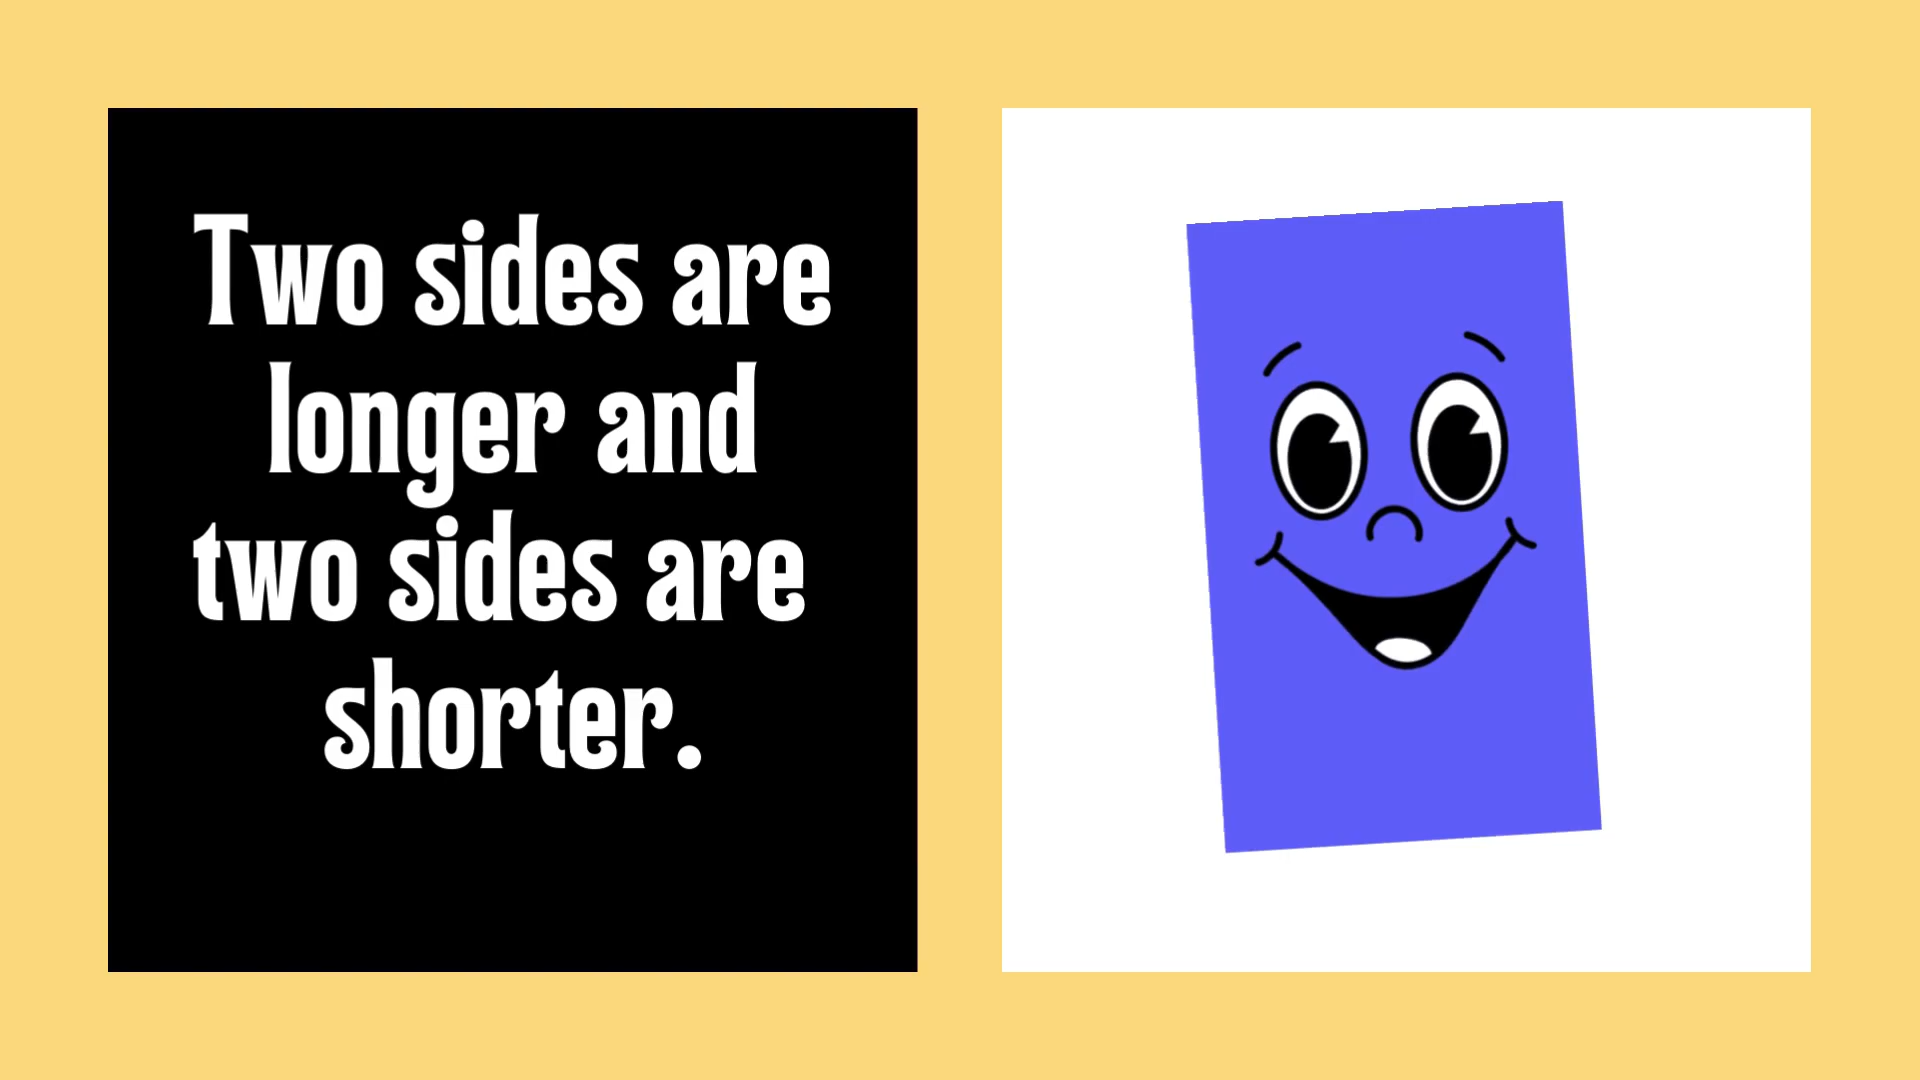 Two sides are
longer and
two sides are
shorter.